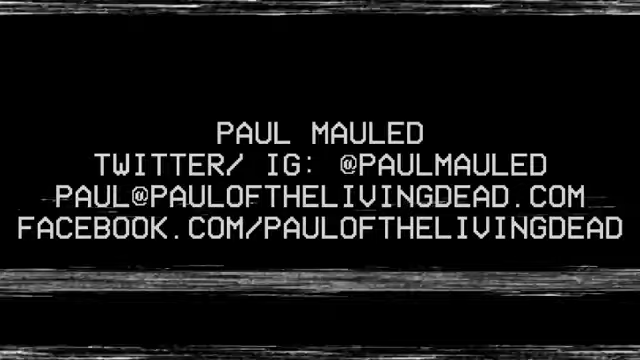 PAUL MAULED
TWITTER/ IG: @PAULMAULED
PAUL@PAULOFTHELIVINGDEAD.COM
FACEBOOK.COM/PAULOFTHELIVINGDEAD